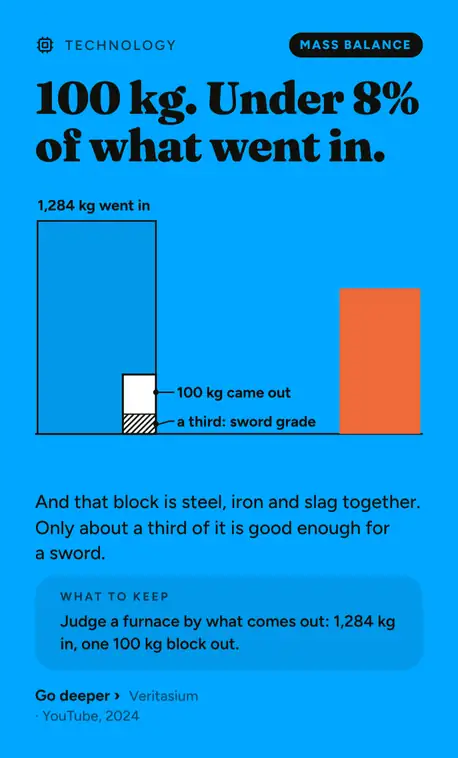 TECHNOLOGY
MASS BALANCE
100 kg. Under 8%
of what went in.
1,284 kg went in
100 kg came out
a third: sword grade
And that block is steel, iron and slag together.
Only about a third of it is good enough for
a sword.
WHAT TO KEEP
Judge a furnace by what comes out: 1,284 kg
in, one 100 kg block out.
Go deeper › Veritasium
· YouTube, 2024